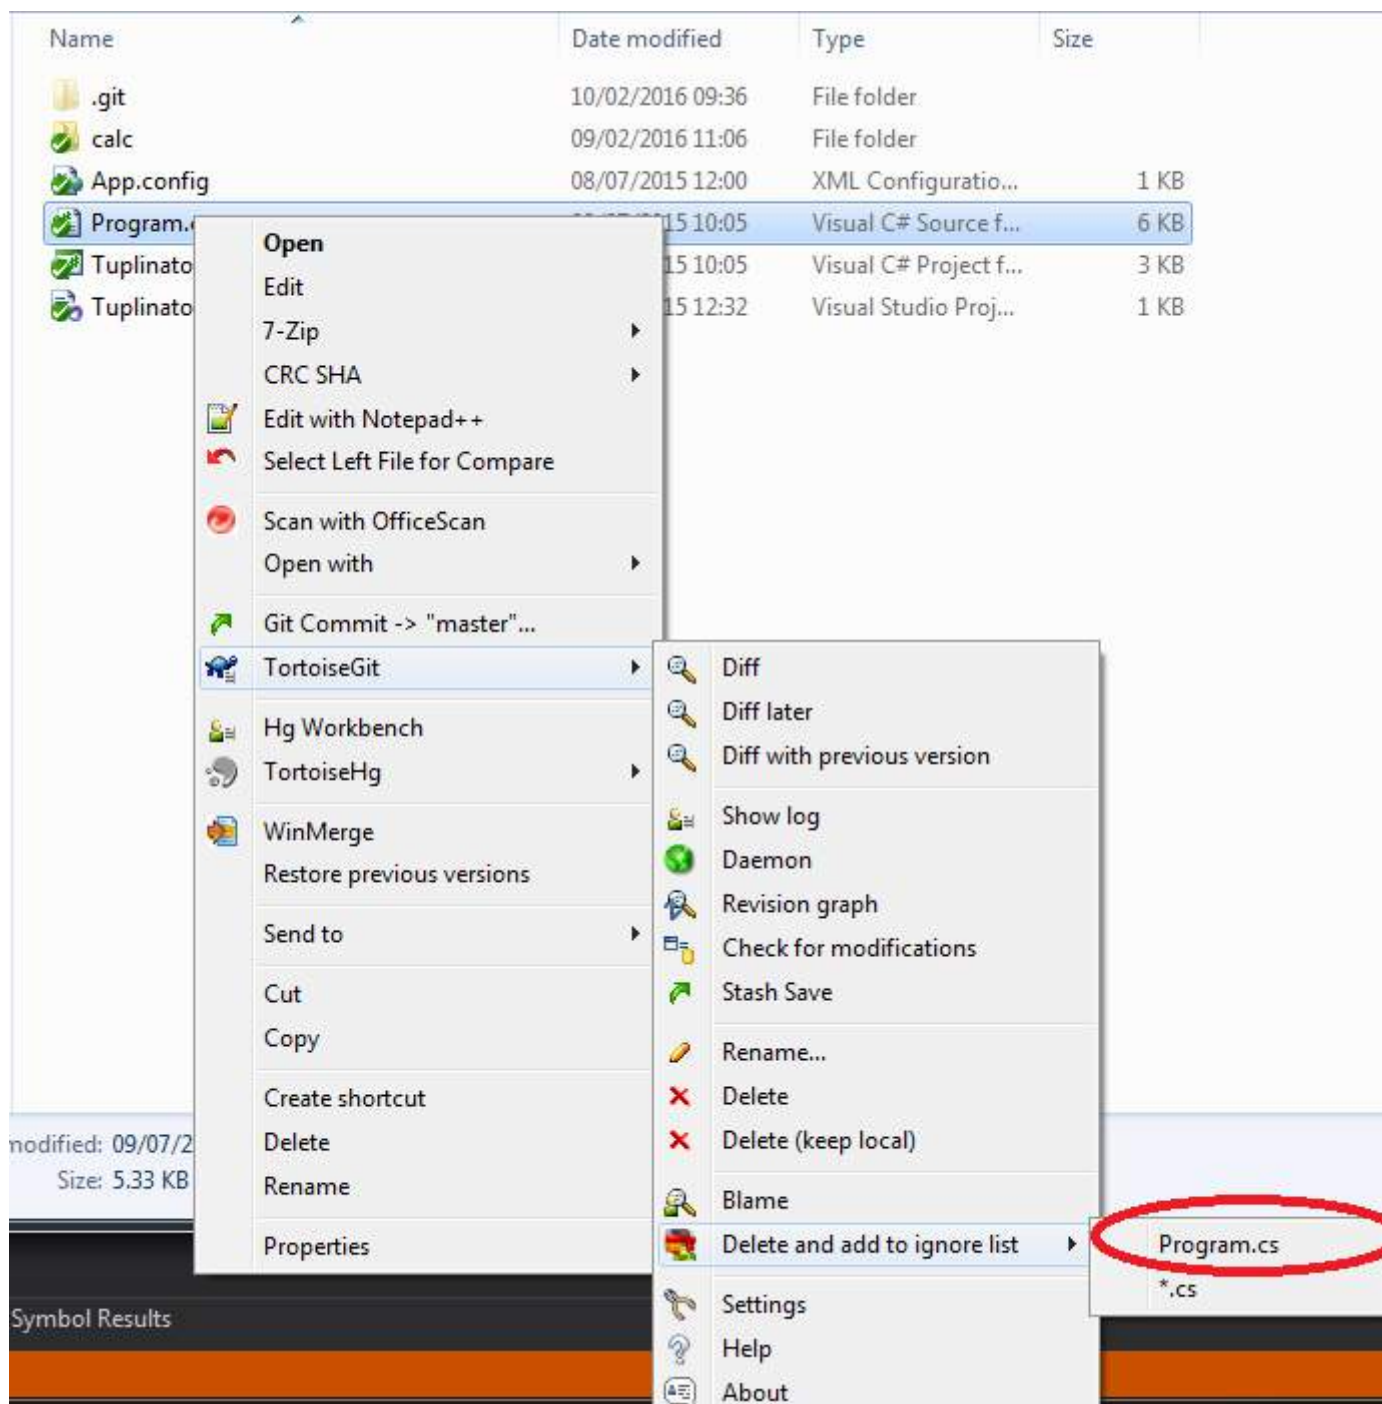 Name Date modified Type Size
.git 10/02/2016 09:36 File folder
calc 09/02/2016 11:06 File folder
App.config 08/07/2015 12:00 XML Configuratio... 1 KB
Program. 15 10:05 Visual C# Source f... 6 KB
Tuplinato 15 10:05 Visual C# Project f... 3 KB
Tuplinato 15 12:32 Visual Studio Proj... 1 KB
Open
Edit
7-Zip
CRC SHA
Edit with Notepad++
Select Left File for Compare
Scan with OfficeScan
Open with
Git Commit -> "master"...
TortoiseGit
Hg Workbench
TortoiseHg
WinMerge
Restore previous versions
Send to
Cut
Copy
Create shortcut
Delete
Rename
Properties
Diff
Diff later
Diff with previous version
Show log
Daemon
Revision graph
Check for modifications
Stash Save
Rename...
Delete
Delete (keep local)
Blame
Delete and add to ignore list
Settings
Help
About
Program.cs
*.cs
modified: 09/07/2
Size: 5.33 KB
Symbol Results